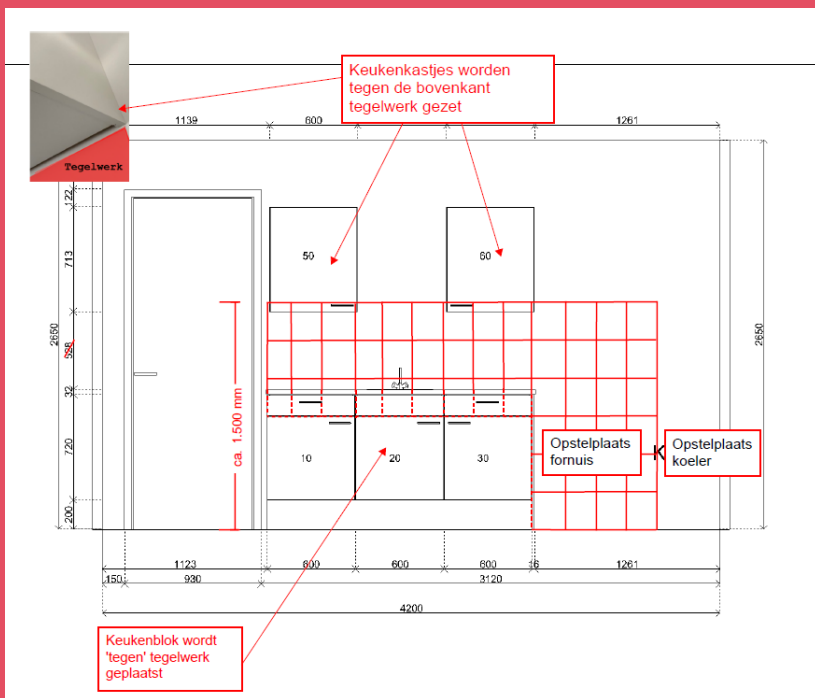 Keukenkastjes worden
tegen de bovenkant
tegelwerk gezet
Tegelwerk
1139
600
1261
122
713
528
32
720
200
2650
2650
50
60
ca. 1.500 mm
10
20
30
Opstelplaats
fornuis
K
Opstelplaats
koeler
1123
600
600
600
16
1261
150
930
3120
4200
Keukenblok wordt
'tegen' tegelwerk
geplaatst